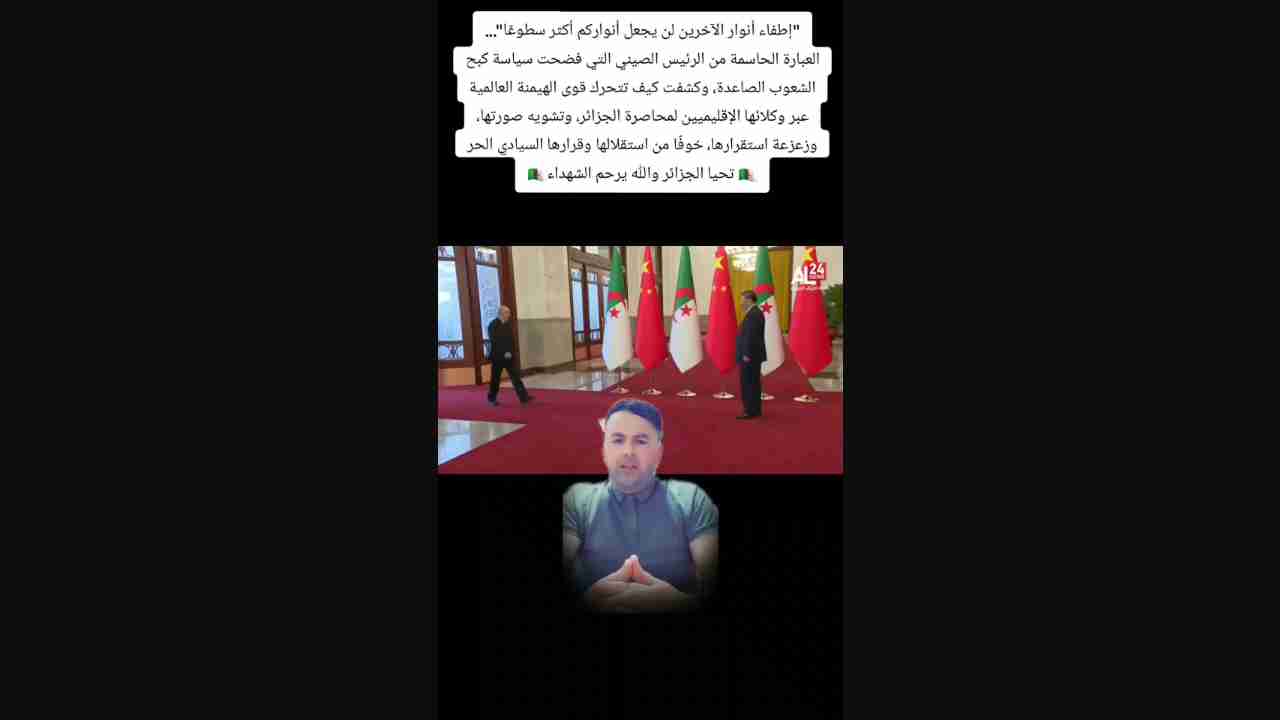 "إطفاء أنوار الآخرين لن يجعل أنواركم أكثر سطوعًا"...
العبارة الحاسمة من الرئيس الصيني التي فضحت سياسة كبح
الشعوب الصاعدة، وكشفت كيف تتحرك قوى الهيمنة العالمية
عبر وكلائها الإقليميين لمحاصرة الجزائر، وتشويه صورتها،
وزعزعة استقرارها، خوفًا من استقلالها وقرارها السيادي الحر
🇩🇿 تحيا الجزائر والله يرحم الشهداء 🇩🇿
AL24